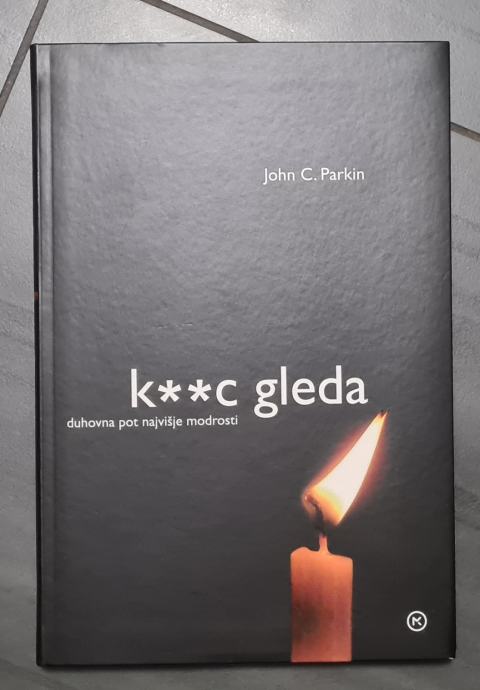 John C. Parkin
k**c gleda
duhovna pot najvišje modrosti